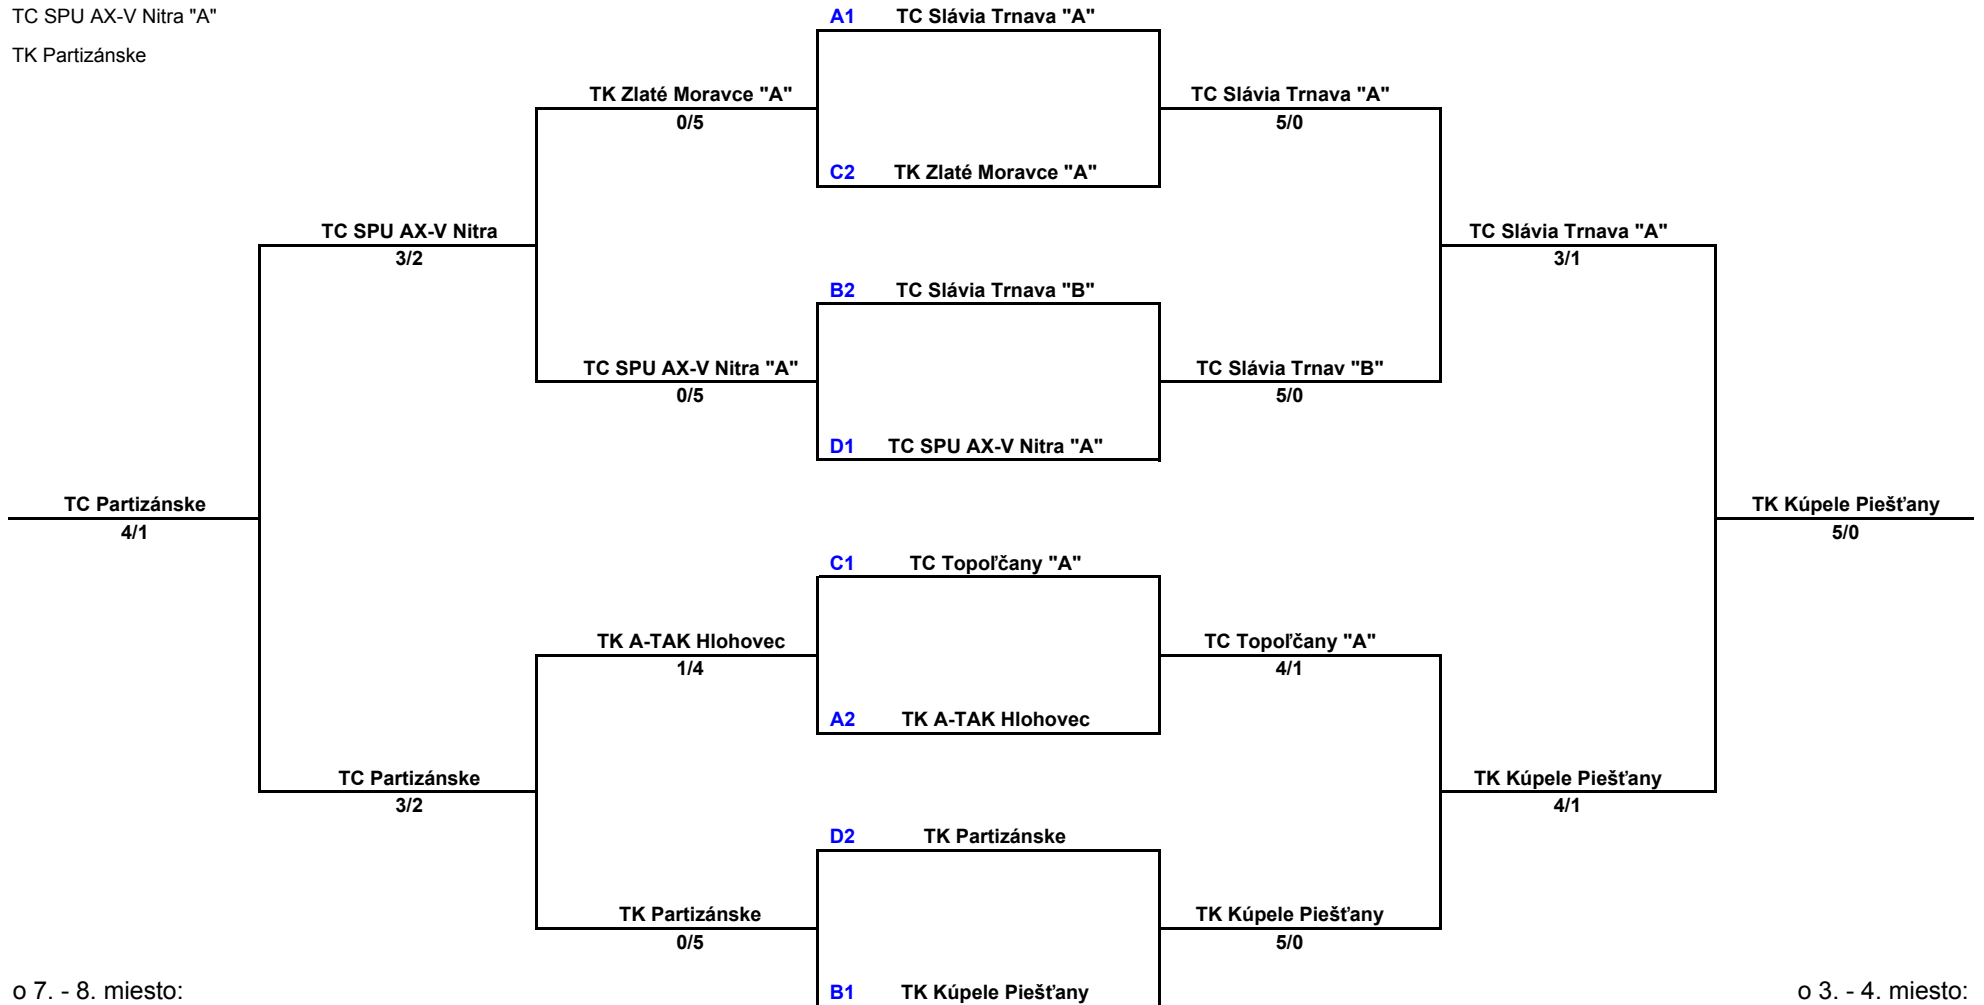 TC SPU AX-V Nitra "A"
A1 TC Slávia Trnava "A"
TK Partizánske
TK Zlaté Moravce "A"
TC Slávia Trnava "A"
0/5
5/0
C2 TK Zlaté Moravce "A"
TC SPU AX-V Nitra
TC Slávia Trnava "A"
3/2
3/1
B2 TC Slávia Trnava "B"
TC SPU AX-V Nitra "A"
TC Slávia Trnav "B"
0/5
5/0
D1 TC SPU AX-V Nitra "A"
TC Partizánske
TK Kúpele Piešťany
4/1
5/0
C1 TC Topoľčany "A"
TK A-TAK Hlohovec
TC Topoľčany "A"
1/4
4/1
A2 TK A-TAK Hlohovec
TC Partizánske
TK Kúpele Piešťany
3/2
4/1
D2 TK Partizánske
TK Partizánske
TK Kúpele Piešťany
0/5
5/0
o 7. - 8. miesto:
B1 TK Kúpele Piešťany
o 3. - 4. miesto: